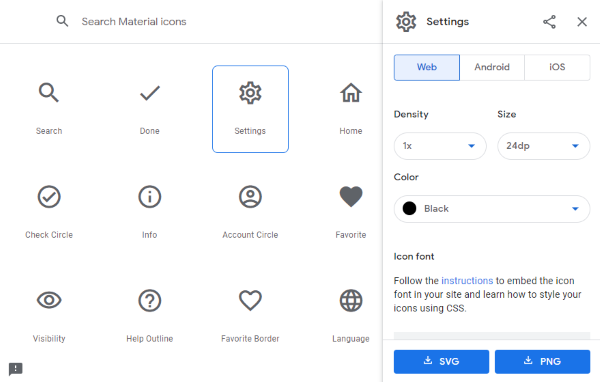 Search Material icons
Search
Done
Settings
Home
Check Circle
Info
Account Circle
Favorite
Visibility
Help Outline
Favorite Border
Language
Settings
Web
Android
iOS
Density
Size
1x
24dp
Color
Black
Icon font
Follow the instructions to embed the icon
font in your site and learn how to style your
icons using CSS.
SVG
PNG